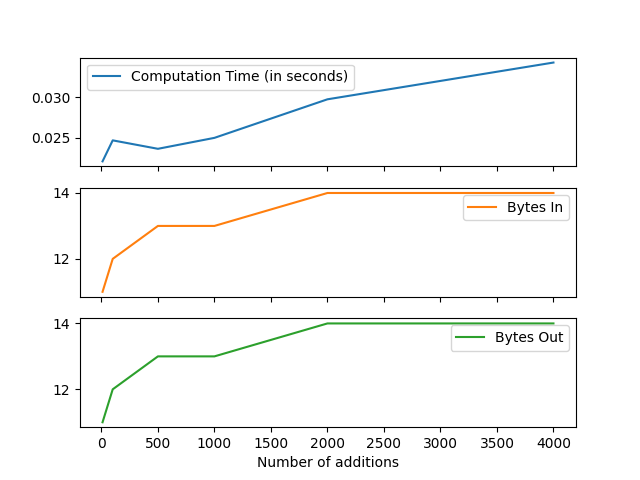 Computation Time (in seconds)
0.030
0.025
14
Bytes In
12
14
Bytes Out
12
0 500 1000 1500 2000 2500 3000 3500 4000
Number of additions